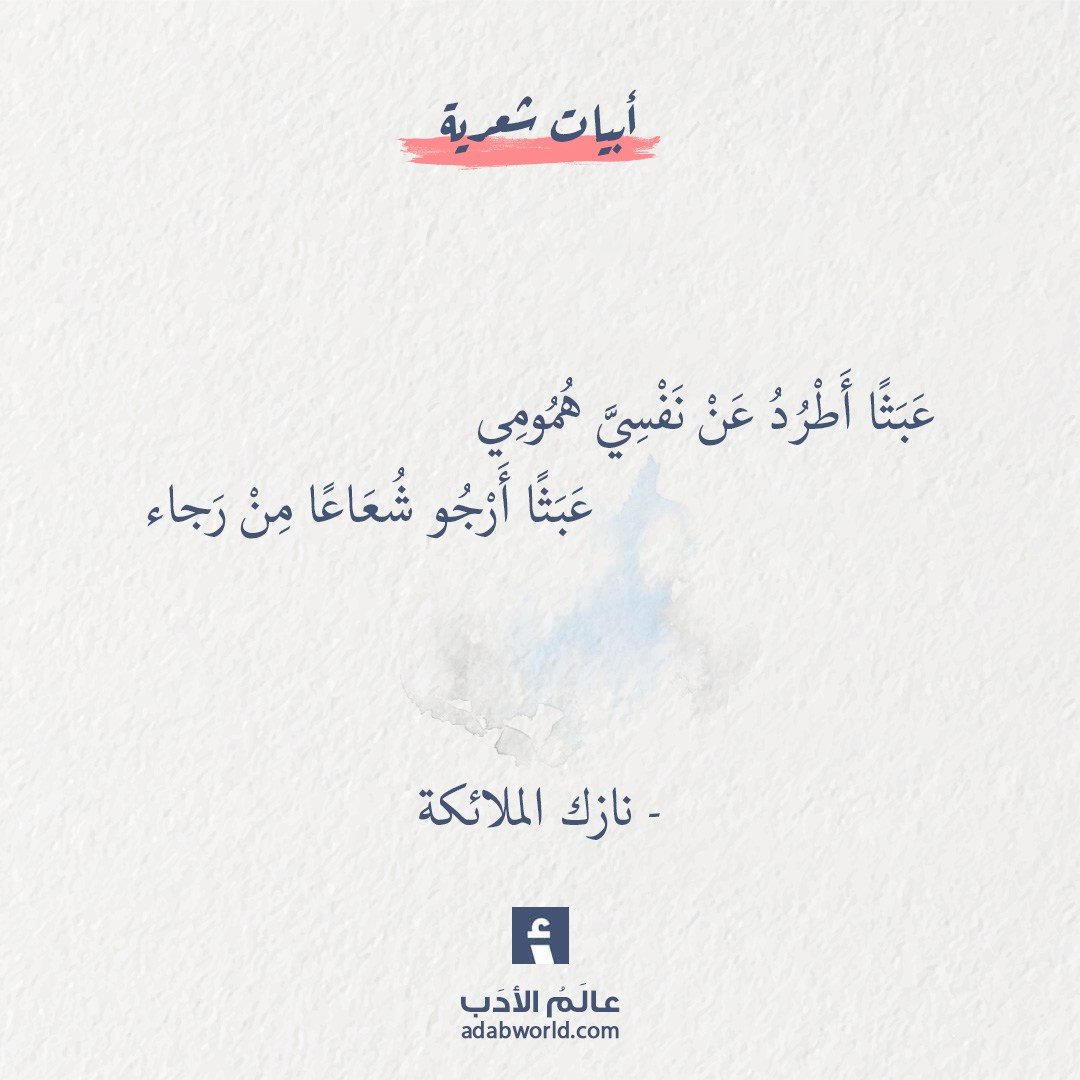 أبيات شعرية
عَبَثًا أَطْرُدُ عَنْ نَفْسِيَّ هُمُومِي
عَبَثًا أَرْجُو شُعَاعًا مِنْ رَجاء
- نازك الملائكة
أ
عالَمُ الأدَب
adabworld.com